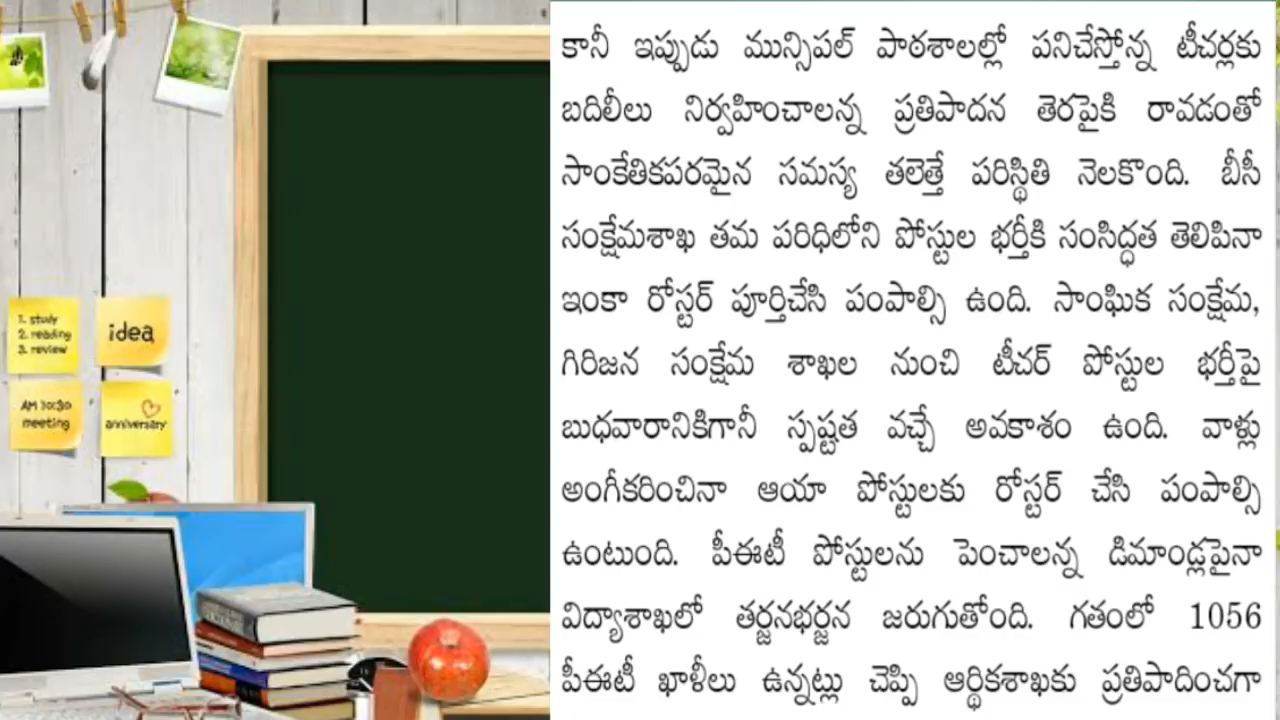 1. study
2. reading
3. review
idea
AM 10:30
meeting
anniversary
కానీ ఇప్పుడు మున్సిపల్ పాఠశాలల్లో పనిచేస్తోన్న టీచర్లకు
బదిలీలు నిర్వహించాలన్న ప్రతిపాదన తెరపైకి రావడంతో
సాంకేతికపరమైన సమస్య తలెత్తే పరిస్థితి నెలకొంది. బీసీ
సంక్షేమశాఖ తమ పరిధిలోని పోస్టుల భర్తీకి సంసిద్ధత తెలిపినా
ఇంకా రోస్టర్ పూర్తిచేసి పంపాల్సి ఉంది. సాంఘిక సంక్షేమ,
గిరిజన సంక్షేమ శాఖల నుంచి టీచర్ పోస్టుల భర్తీపై
బుధవారానికిగానీ స్పష్టత వచ్చే అవకాశం ఉంది. వాళ్లు
అంగీకరించినా ఆయా పోస్టులకు రోస్టర్ చేసి పంపాల్సి
ఉంటుంది. పీఈటీ పోస్టులను పెంచాలన్న డిమాండ్లపైనా
విద్యాశాఖలో తర్జనభర్జన జరుగుతోంది. గతంలో 1056
పీఈటీ ఖాళీలు ఉన్నట్లు చెప్పి ఆర్థికశాఖకు ప్రతిపాదించగా